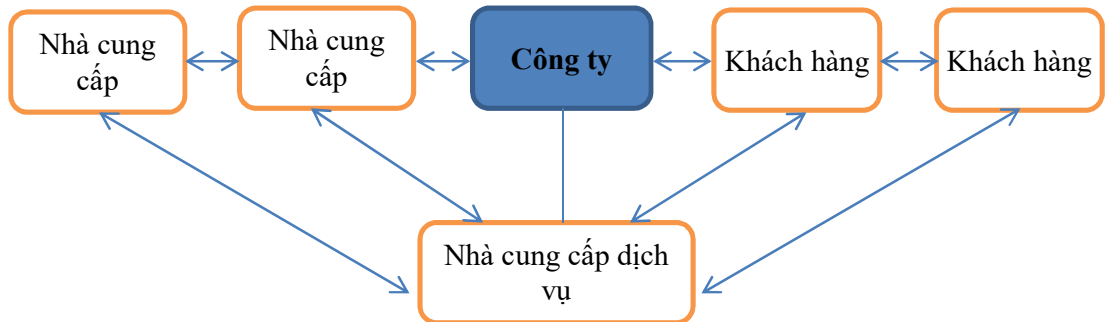 Nhà cung
cấp
Nhà cung
cấp
Công ty
Khách hàng
Khách hàng
Nhà cung cấp dịch
vụ